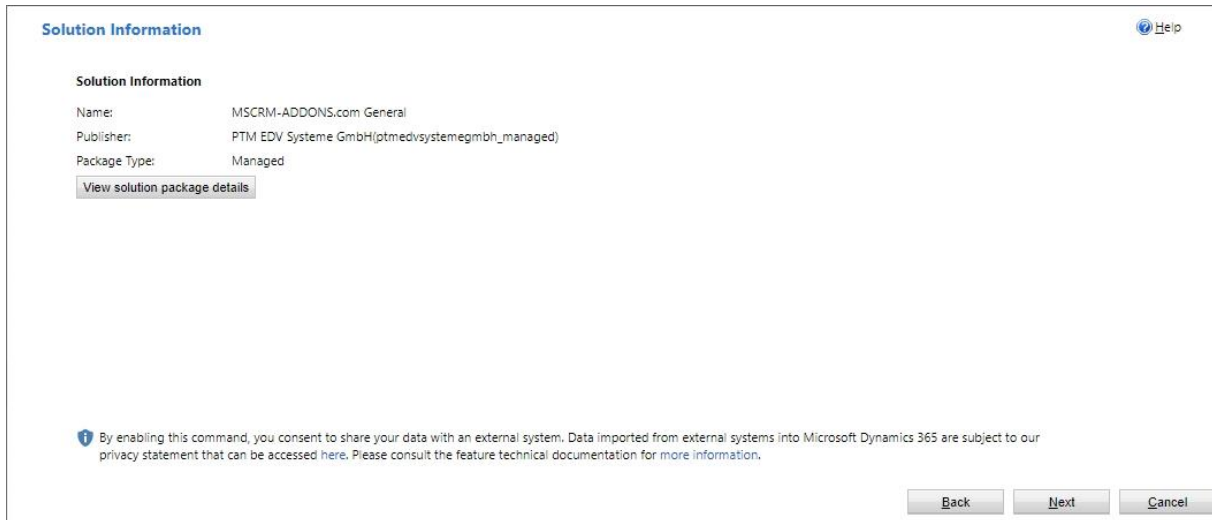 Solution Information
Help
Solution Information
Name: MSCRM-ADDONS.com General
Publisher: PTM EDV Systeme GmbH(ptmedvsystemegmbh_managed)
Package Type: Managed
View solution package details
By enabling this command, you consent to share your data with an external system. Data imported from external systems into Microsoft Dynamics 365 are subject to our
privacy statement that can be accessed here. Please consult the feature technical documentation for more information.
Back Next Cancel